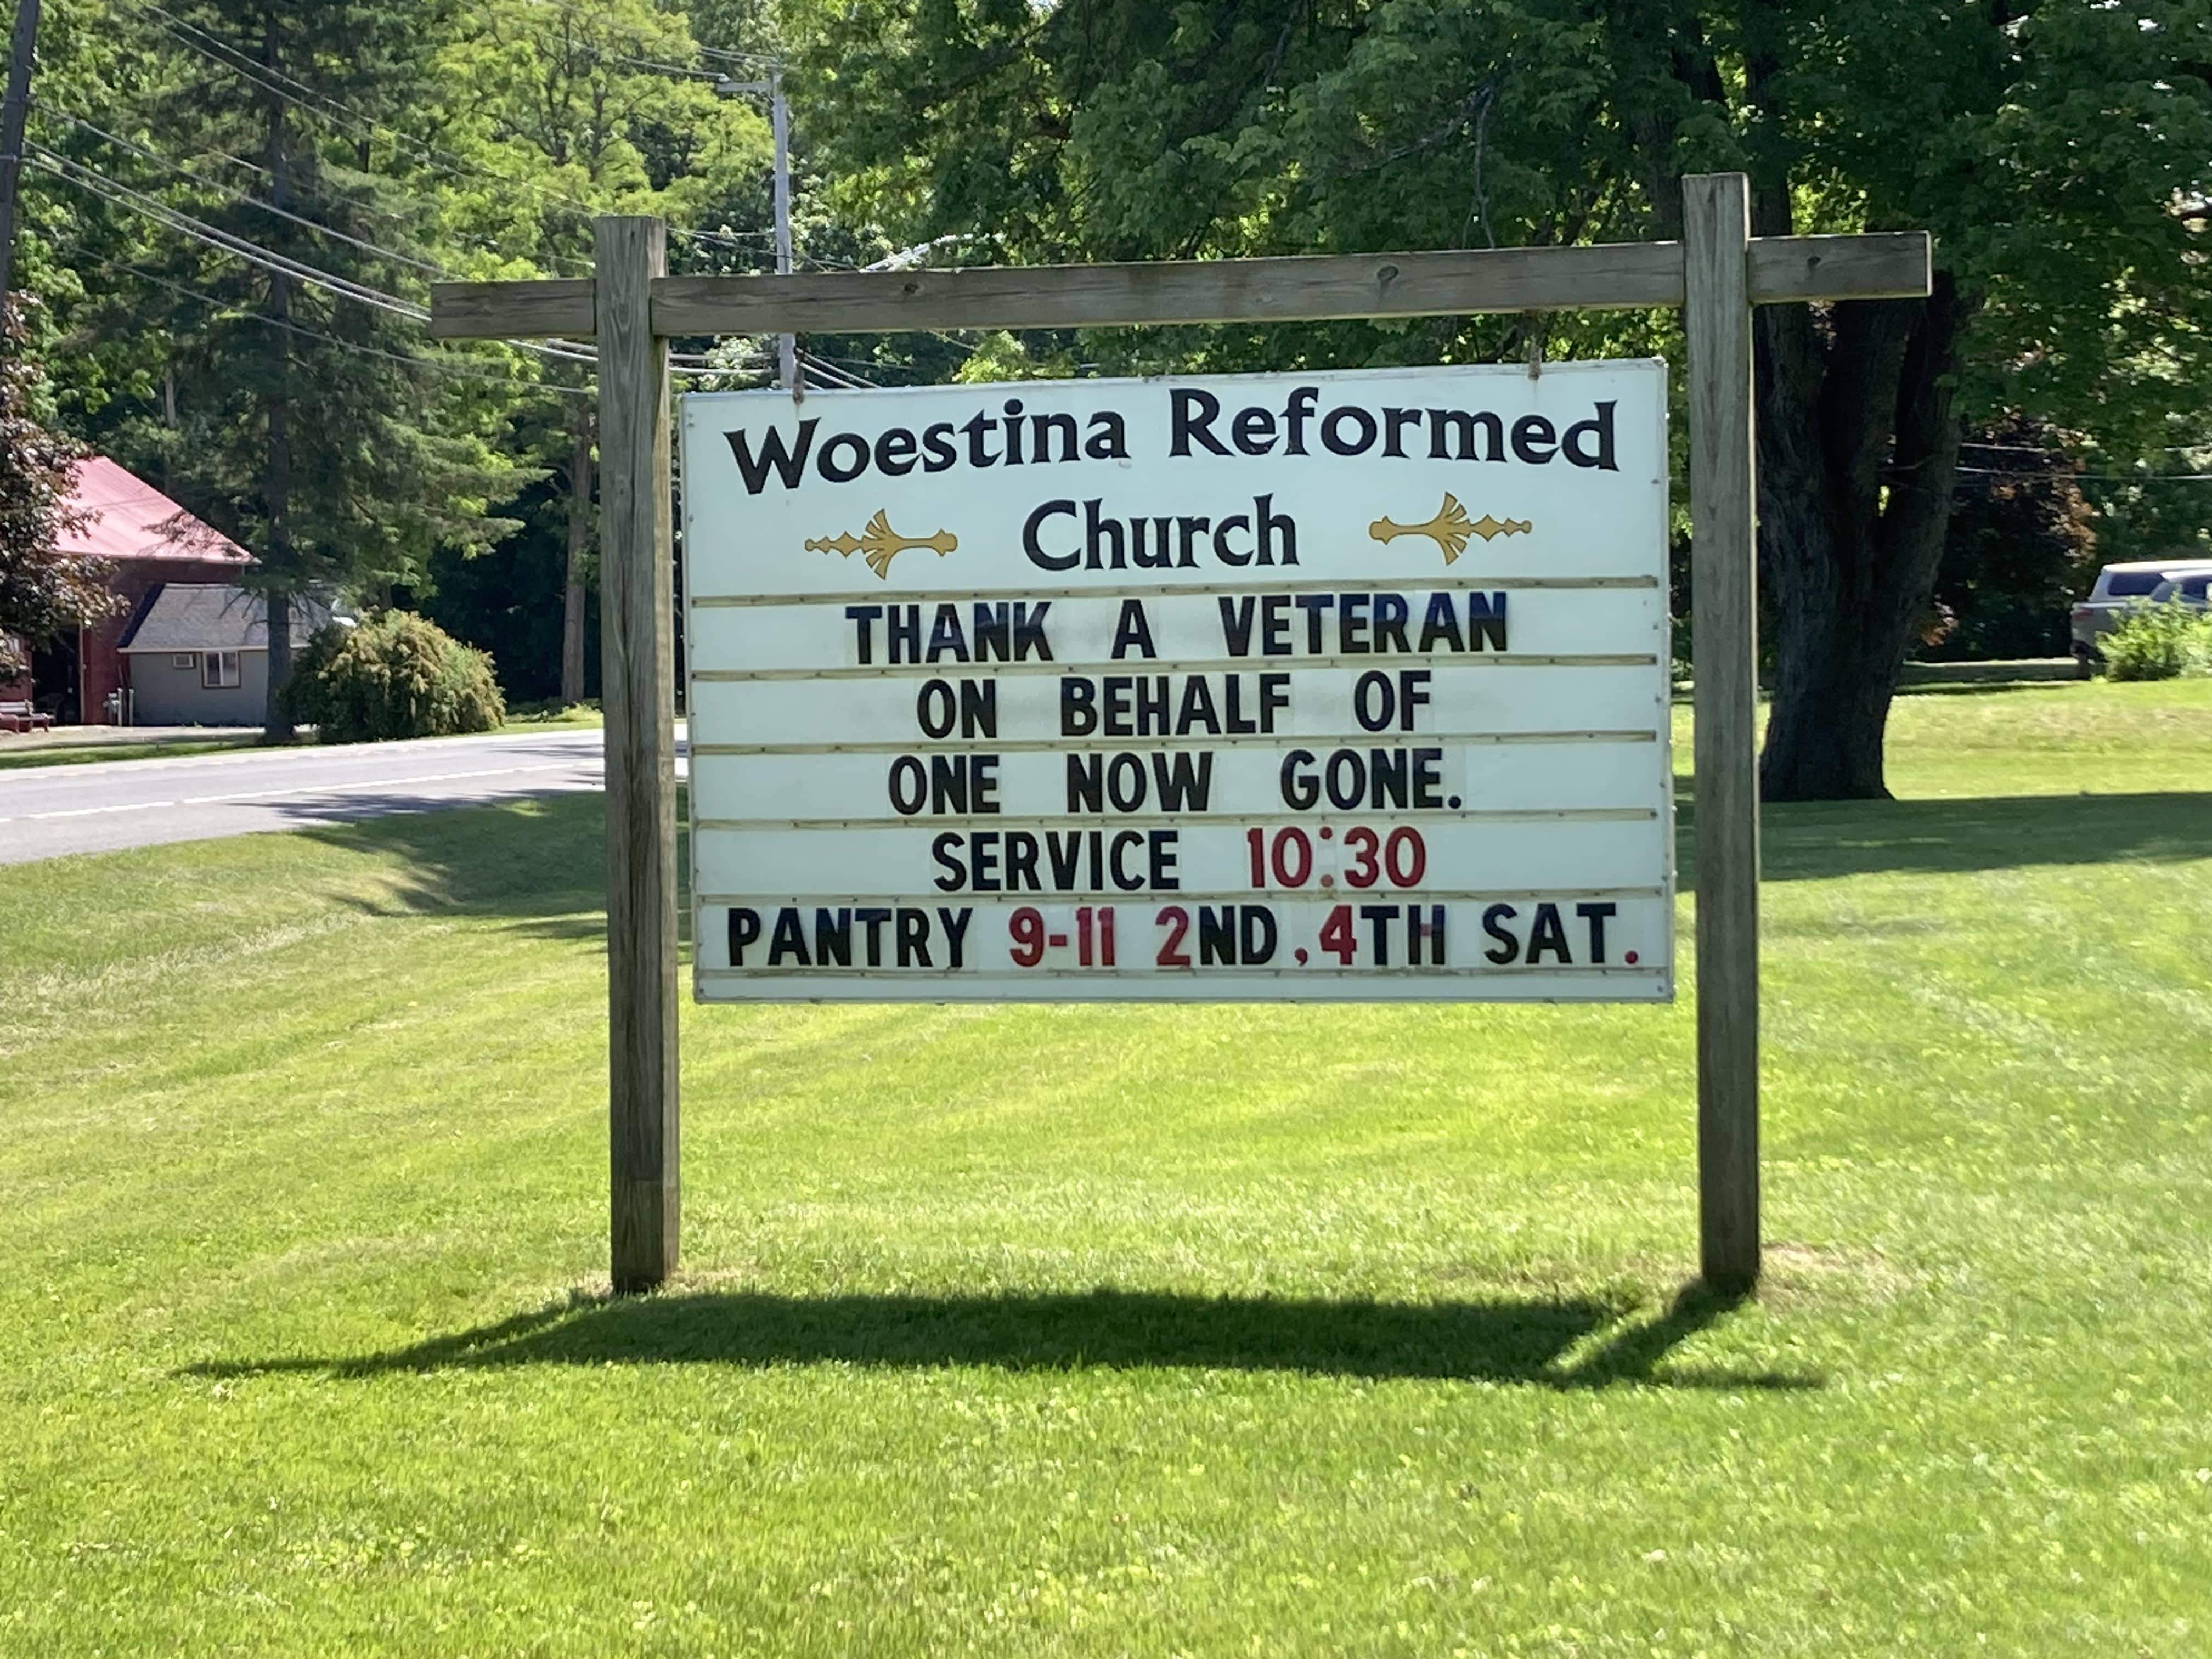 Woestina Reformed
Church
THANK A VETERAN
ON BEHALF OF
ONE NOW GONE.
SERVICE 10:30
PANTRY 9-11 2ND,4TH SAT.